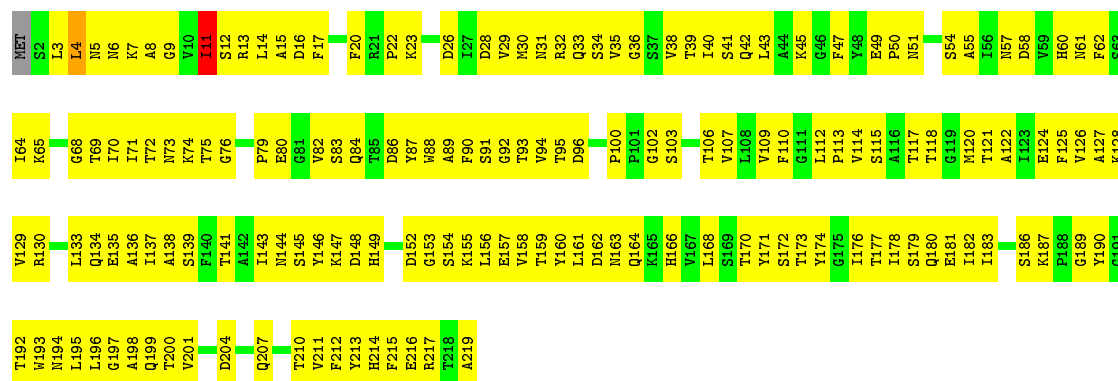 MET S2 L3 L4 N5 N6 K7 A8 G9 V10 I11 S12 R13 L14 A15 D16 F17 F20 R21 P22 K23 D26 I27 D28 V29 M30 N31 R32 Q33 S34 V35 G36 S37 V38 T39 I40 S41 Q42 L43 A44 K45 G46 F47 Y48 E49 P50 N51 S54 A55 I56 N57 D58 V59 H60 N61 F62 S63
I64 K65 G68 T69 I70 I71 T72 N73 K74 T75 G76 P79 E80 G81 V82 S83 Q84 T85 D86 Y87 W88 A89 F90 S91 G92 T93 V94 T95 D96 P100 P101 G102 S103 T106 V107 L108 V109 F110 G111 L112 P113 V114 S115 A116 T117 T118 G119 M120 T121 A122 I123 E124 F125 V126 A127 K128
V129 R130 L133 Q134 E135 A136 I137 A138 S139 F140 T141 A142 I143 N144 S145 Y146 K147 D148 H149 D152 G153 S154 K155 L156 E157 V158 T159 Y160 L161 D162 N163 Q164 K165 H166 V167 L168 S169 T170 Y171 S172 T173 Y174 G175 I176 T177 I178 S179 Q180 E181 I182 I183 S186 K187 P188 G189 Y190 G191
T192 W193 N194 L195 L196 G197 A198 Q199 T200 V201 D204 Q207 T210 V211 F212 Y213 H214 F215 E216 R217 T218 A219